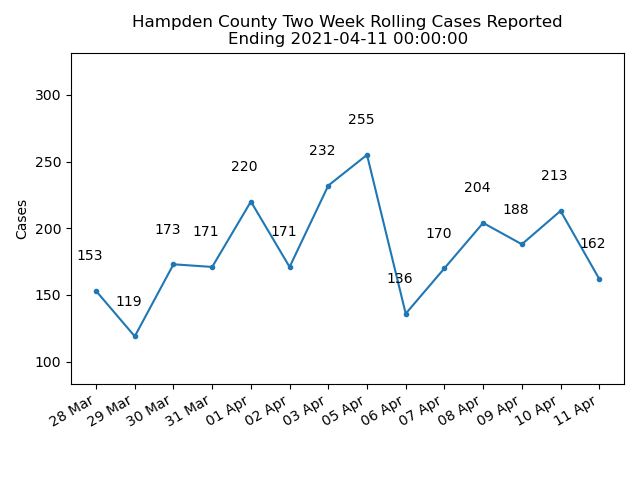 Hampden County Two Week Rolling Cases Reported
Ending 2021-04-11 00:00:00
Cases
300
250
200
150
100
153
119
173
171
220
171
232
255
136
170
204
188
213
162
28 Mar
29 Mar
30 Mar
31 Mar
01 Apr
02 Apr
03 Apr
05 Apr
06 Apr
07 Apr
08 Apr
09 Apr
10 Apr
11 Apr